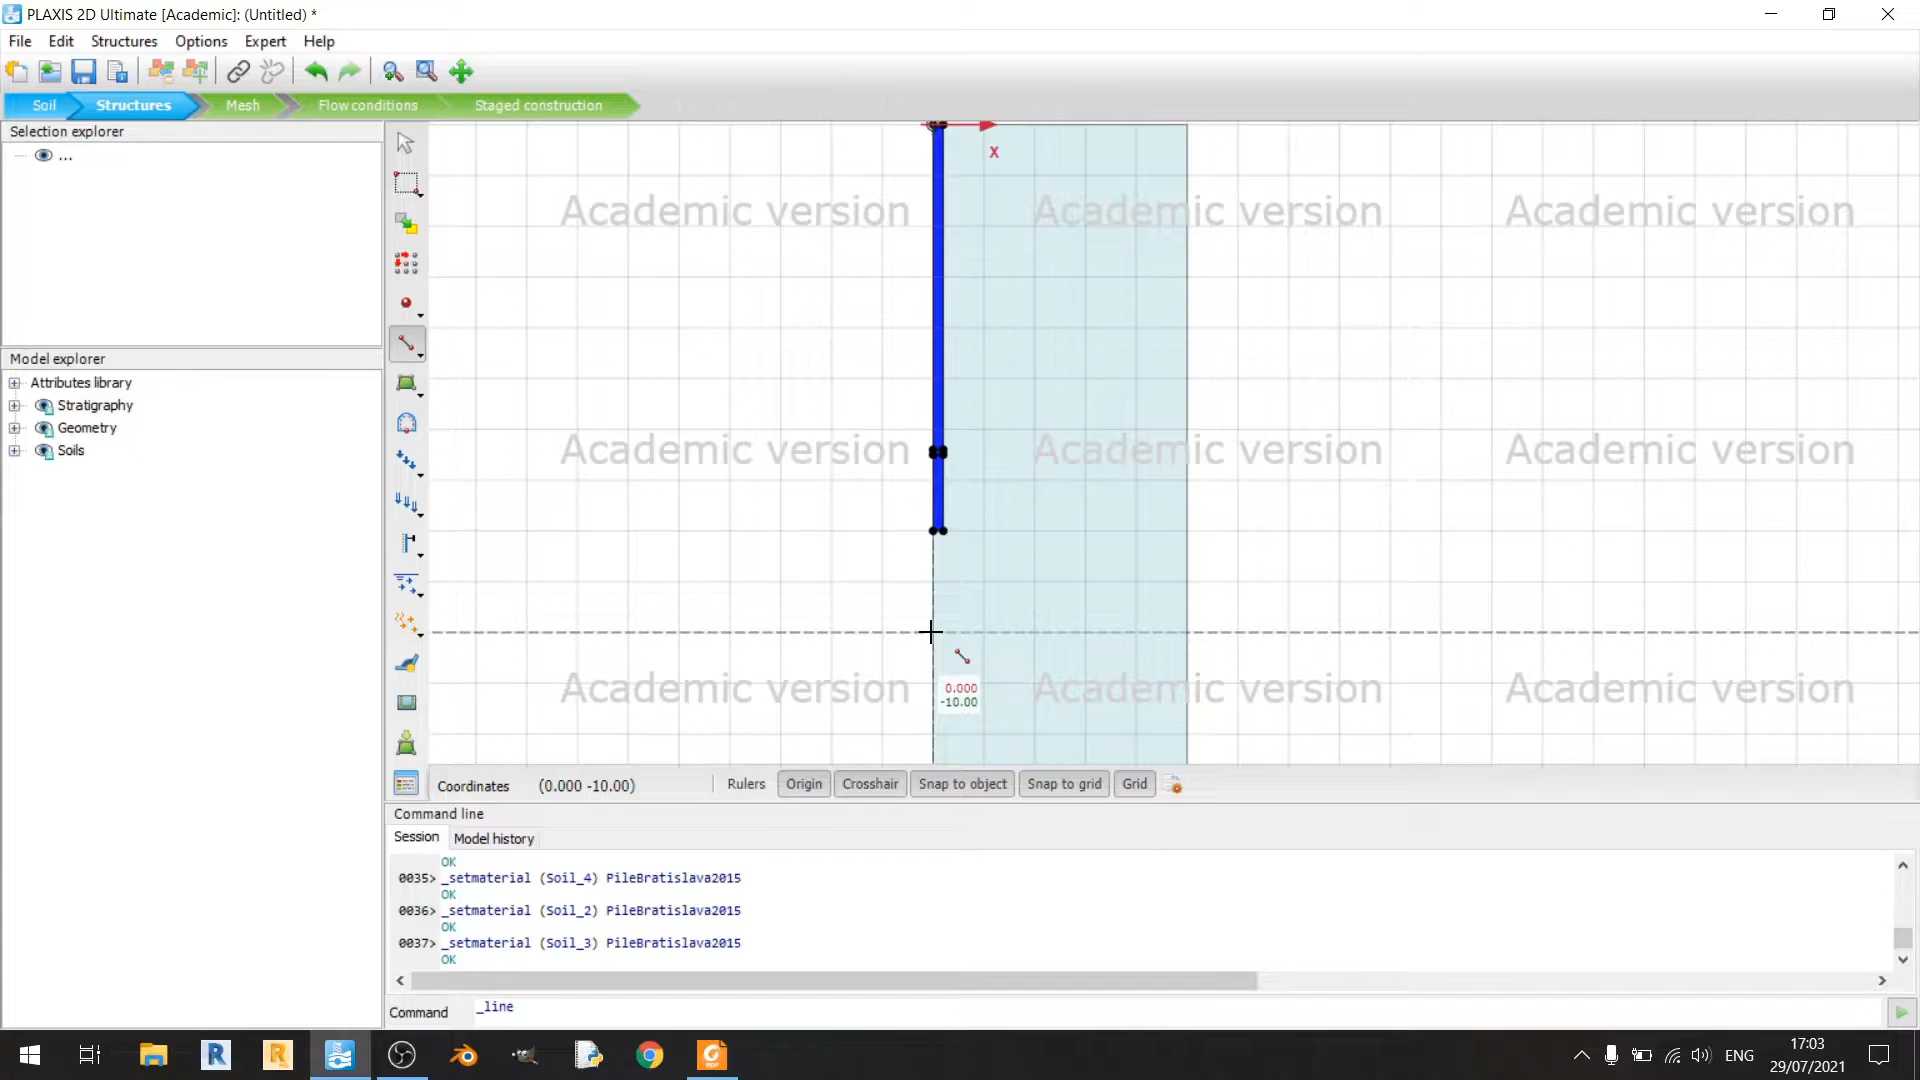 PLAXIS 2D Ultimate [Academic]: (Untitled) *
File Edit Structures Options Expert Help
Soil Structures Mesh Flow conditions Staged construction
Selection explorer
...
Model explorer
Attributes library
Stratigraphy
Geometry
Soils
x
Academic version Academic version Academic version
Academic version Academic version Academic version
0.000
-10.00
Academic version Academic version Academic version
Coordinates (0.000 -10.00) Rulers Origin Crosshair Snap to object Snap to grid Grid
Command line
Session Model history
OK
0035> _setmaterial (Soil_4) PileBratislava2015
OK
0036> _setmaterial (Soil_2) PileBratislava2015
OK
0037> _setmaterial (Soil_3) PileBratislava2015
OK
Command _line
ENG
17:03
29/07/2021